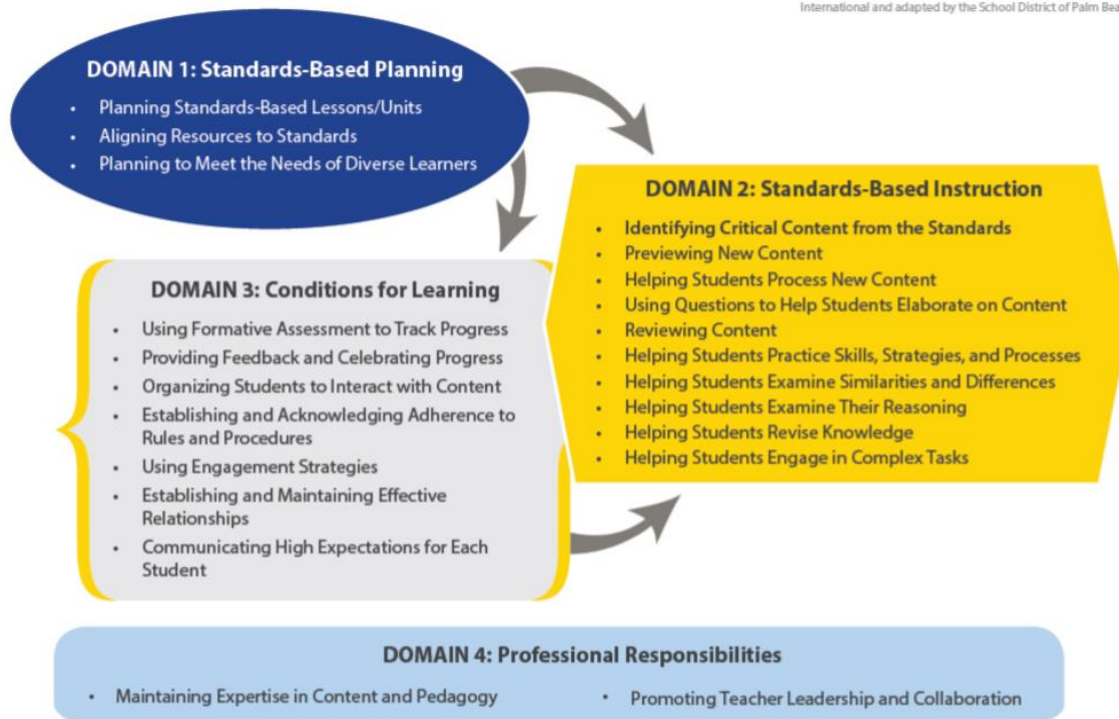 International and adapted by the School District of Palm Bea
DOMAIN 1: Standards-Based Planning
• Planning Standards-Based Lessons/Units
• Aligning Resources to Standards
• Planning to Meet the Needs of Diverse Learners
DOMAIN 2: Standards-Based Instruction
• Identifying Critical Content from the Standards
• Previewing New Content
• Helping Students Process New Content
• Using Questions to Help Students Elaborate on Content
• Reviewing Content
• Helping Students Practice Skills, Strategies, and Processes
• Helping Students Examine Similarities and Differences
• Helping Students Examine Their Reasoning
• Helping Students Revise Knowledge
• Helping Students Engage in Complex Tasks
DOMAIN 3: Conditions for Learning
• Using Formative Assessment to Track Progress
• Providing Feedback and Celebrating Progress
• Organizing Students to Interact with Content
• Establishing and Acknowledging Adherence to
Rules and Procedures
• Using Engagement Strategies
• Establishing and Maintaining Effective
Relationships
• Communicating High Expectations for Each
Student
DOMAIN 4: Professional Responsibilities
• Maintaining Expertise in Content and Pedagogy
• Promoting Teacher Leadership and Collaboration